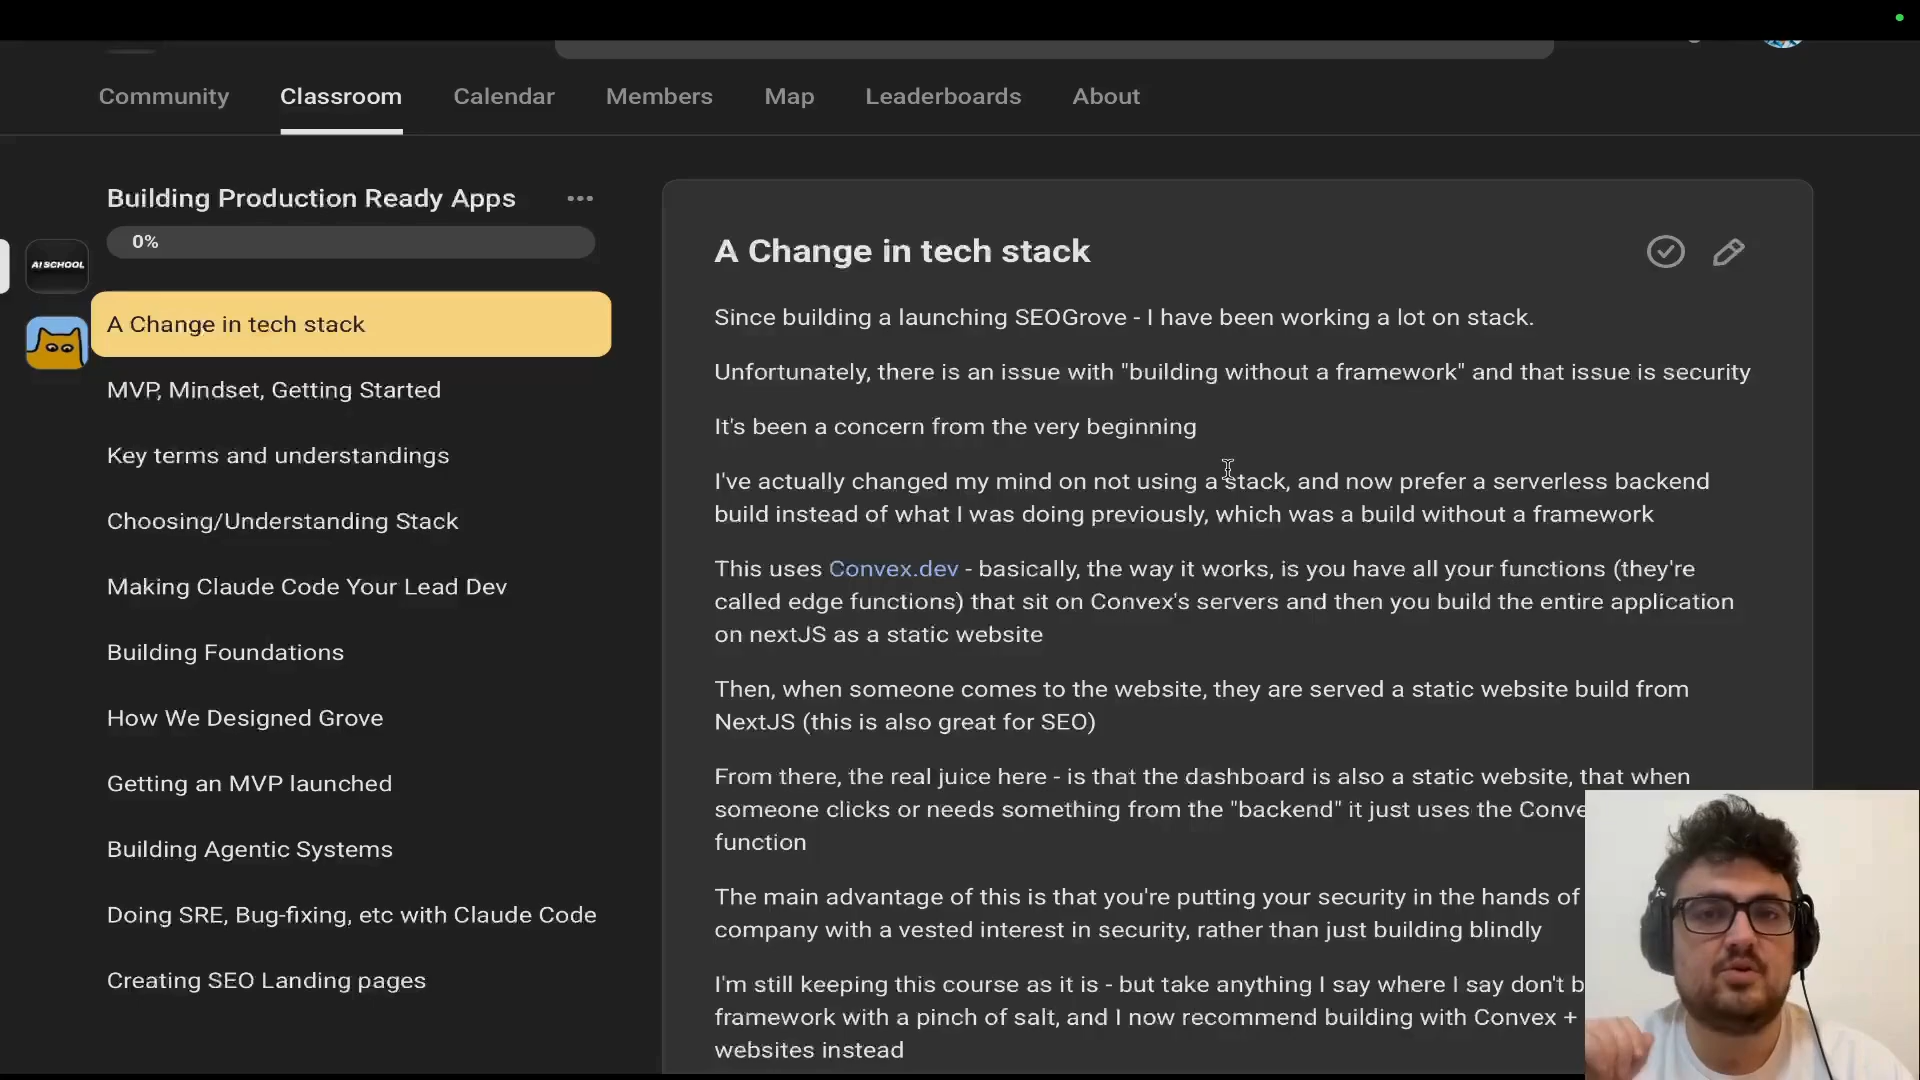 Community
Classroom
Calendar
Members
Map
Leaderboards
About
Building Production Ready Apps
0%
AI SCHOOL
A Change in tech stack
MVP, Mindset, Getting Started
Key terms and understandings
Choosing/Understanding Stack
Making Claude Code Your Lead Dev
Building Foundations
How We Designed Grove
Getting an MVP launched
Building Agentic Systems
Doing SRE, Bug-fixing, etc with Claude Code
Creating SEO Landing pages
A Change in tech stack
Since building a launching SEOGrove - I have been working a lot on stack.
Unfortunately, there is an issue with "building without a framework" and that issue is security
It's been a concern from the very beginning
I've actually changed my mind on not using a stack, and now prefer a serverless backend
build instead of what I was doing previously, which was a build without a framework
This uses Convex.dev - basically, the way it works, is you have all your functions (they're
called edge functions) that sit on Convex's servers and then you build the entire application
on nextJS as a static website
Then, when someone comes to the website, they are served a static website build from
NextJS (this is also great for SEO)
From there, the real juice here - is that the dashboard is also a static website, that when
someone clicks or needs something from the "backend" it just uses the Conve
function
The main advantage of this is that you're putting your security in the hands of
company with a vested interest in security, rather than just building blindly
I'm still keeping this course as it is - but take anything I say where I say don't b
framework with a pinch of salt, and I now recommend building with Convex +
websites instead